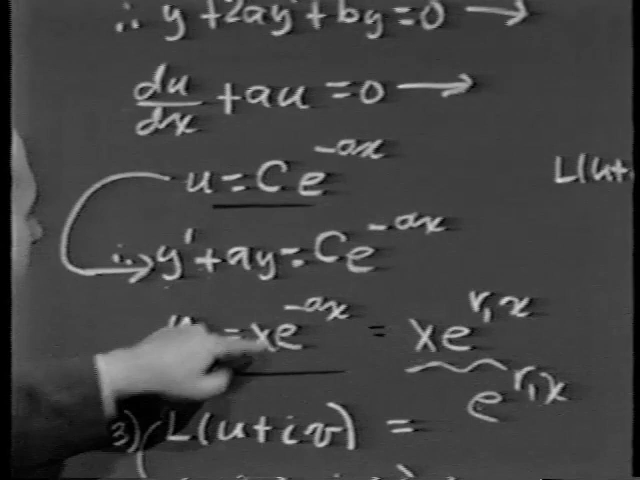 ∴ y + 2ay + by = 0 →
du/dx + au = 0 →
u = Ce^-ax
∴ y' + ay = Ce^-ax
= xe^-ax = xe^r₁x
e^r₁x
3) L(u + iv) =
L(u+